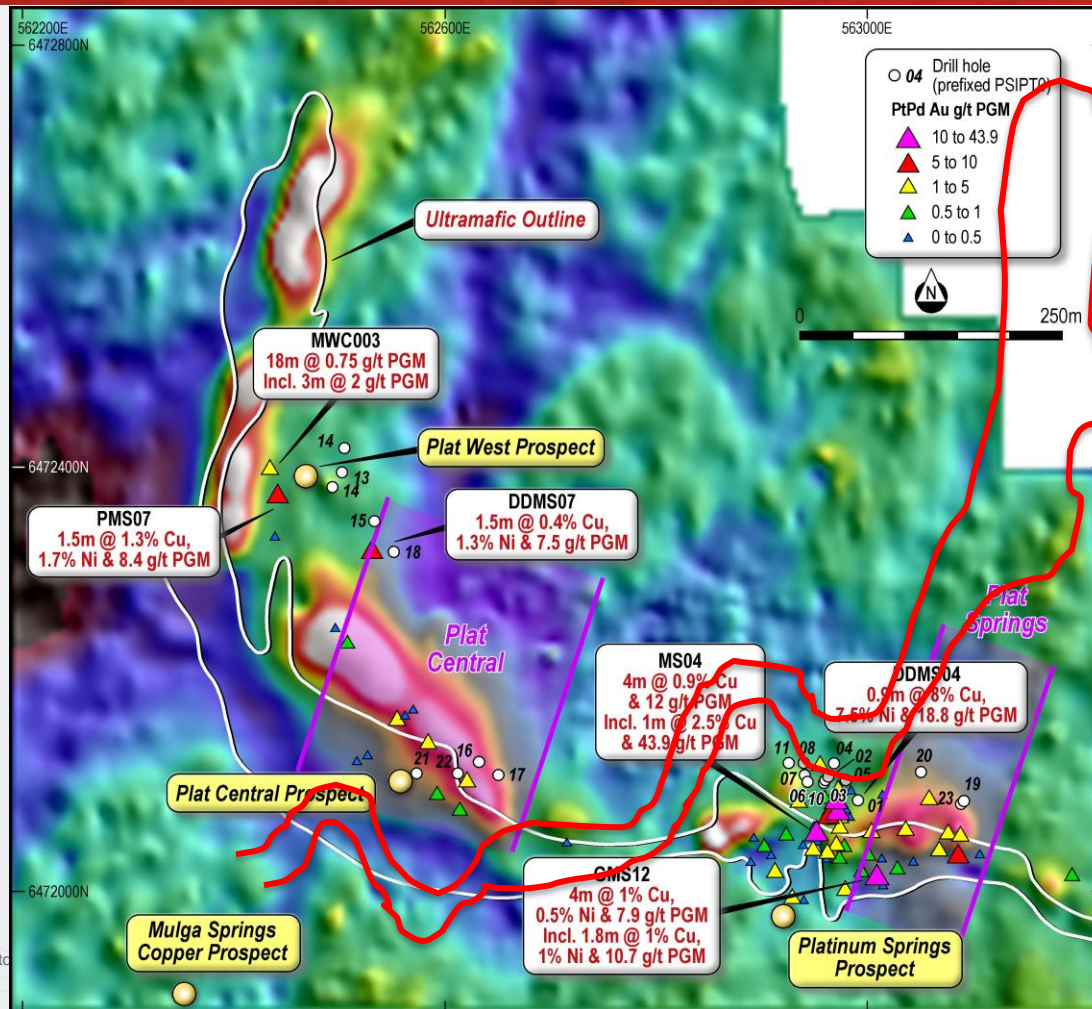 562200E
562600E
563000E
6472800N
04 Drill hole
(prefixed PSIPT0)
PtPd Au g/t PGM
10 to 43.9
5 to 10
1 to 5
0.5 to 1
0 to 0.5
N
0
250m
Ultramafic Outline
MWC003
18m @ 0.75 g/t PGM
Incl. 3m @ 2 g/t PGM
14
13
14
Plat West Prospect
6472400N
PMS07
1.5m @ 1.3% Cu,
1.7% Ni & 8.4 g/t PGM
15
18
DDMS07
1.5m @ 0.4% Cu,
1.3% Ni & 7.5 g/t PGM
Plat
Central
Plat
Springs
MS04
4m @ 0.9% Cu
& 12 g/t PGM
Incl. 1m @ 2.5% Cu
& 43.9g/t PGM
DDMS04
0.9m @ 8% Cu,
7.6% Ni & 18.8 g/t PGM
11
08
04
02
07
05
06
10
03
01
20
23
19
16
21
22
17
Plat Central Prospect
6472000N
GMS12
4m @ 1% Cu,
0.5% Ni & 7.9 g/t PGM
Incl. 1.8m @ 1% Cu,
1% Ni & 10.7 g/t PGM
Mulga Springs
Copper Prospect
Platinum Springs
Prospect